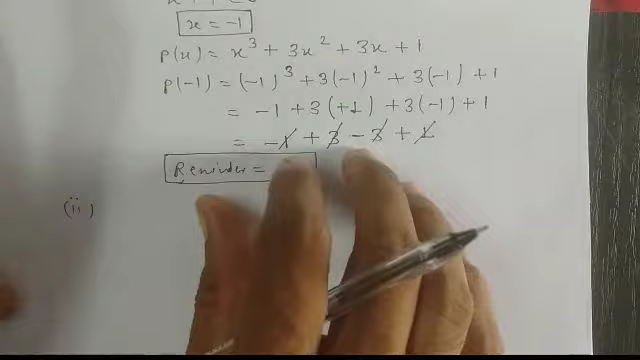 x = -1
p(x) = x³ + 3x² + 3x + 1
p(-1) = (-1)³ + 3(-1)² + 3(-1) + 1
= -1 + 3(+1) + 3(-1) + 1
= -1 + 3 - 3 + 1
Reminder =
(ii)